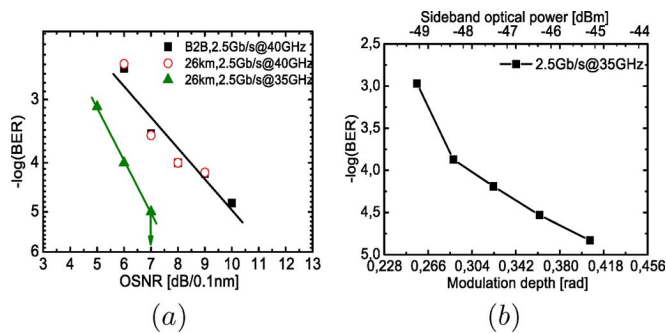 (a)
B2B,2.5Gb/s@40GHz
26km,2.5Gb/s@40GHz
26km,2.5Gb/s@35GHz
-log(BER)
3
4
5
6
3 4 5 6 7 8 9 10 11 12 13
OSNR [dB/0.1nm]
(a)
(b)
Sideband optical power [dBm]
-49 -48 -47 -46 -45 -44
2.5Gb/s@35GHz
-log(BER)
2,5
3,0
3,5
4,0
4,5
5,0
0,228 0,266 0,304 0,342 0,380 0,418 0,456
Modulation depth [rad]
(b)